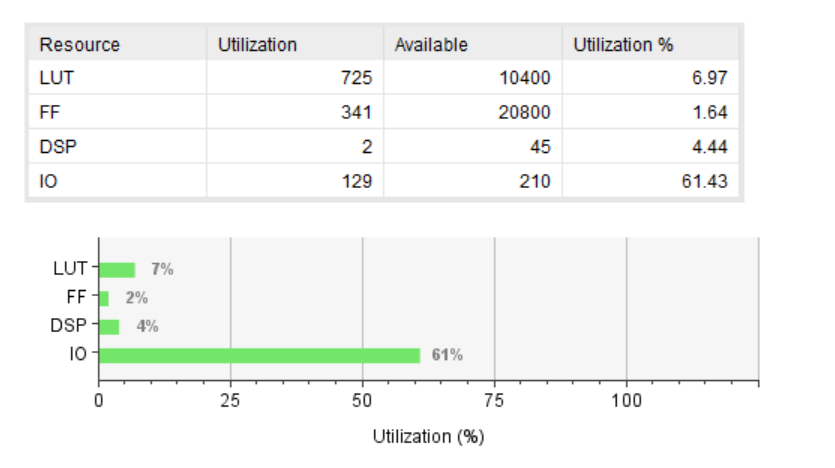 Resource Utilization Available Utilization %
LUT 725 10400 6.97
FF 341 20800 1.64
DSP 2 45 4.44
IO 129 210 61.43
LUT 7%
FF 2%
DSP 4%
IO 61%
0 25 50 75 100
Utilization (%)